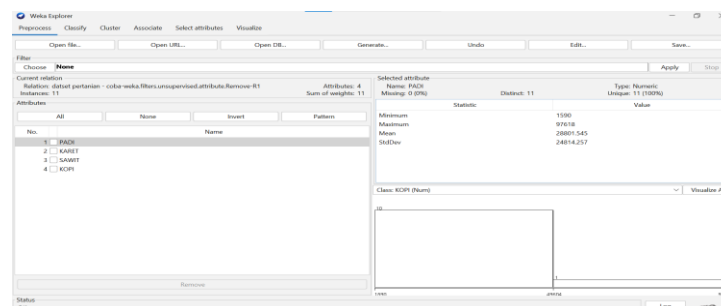 Weka Explorer
Preprocess Classify Cluster Associate Select attributes Visualize
Open file... Open URL... Open DB... Generate... Undo Edit... Save...
Filter
Choose None Apply Stop
Current relation
Relation: datset pertanian - coba-weka.filters.unsupervised.attribute.Remove-R1 Attributes: 4
Instances: 11 Sum of weights: 11
Attributes
All None Invert Pattern
No. Name
1 PADI
2 KARET
3 SAWIT
4 KOPI
Remove
Selected attribute
Name: PADI Type: Numeric
Missing: 0 (0%) Distinct: 11 Unique: 11 (100%)
Statistic Value
Minimum 1590
Maximum 97618
Mean 28801.545
StdDev 24814.257
Class: KOPI (Num) Visualize A
10
1
Status